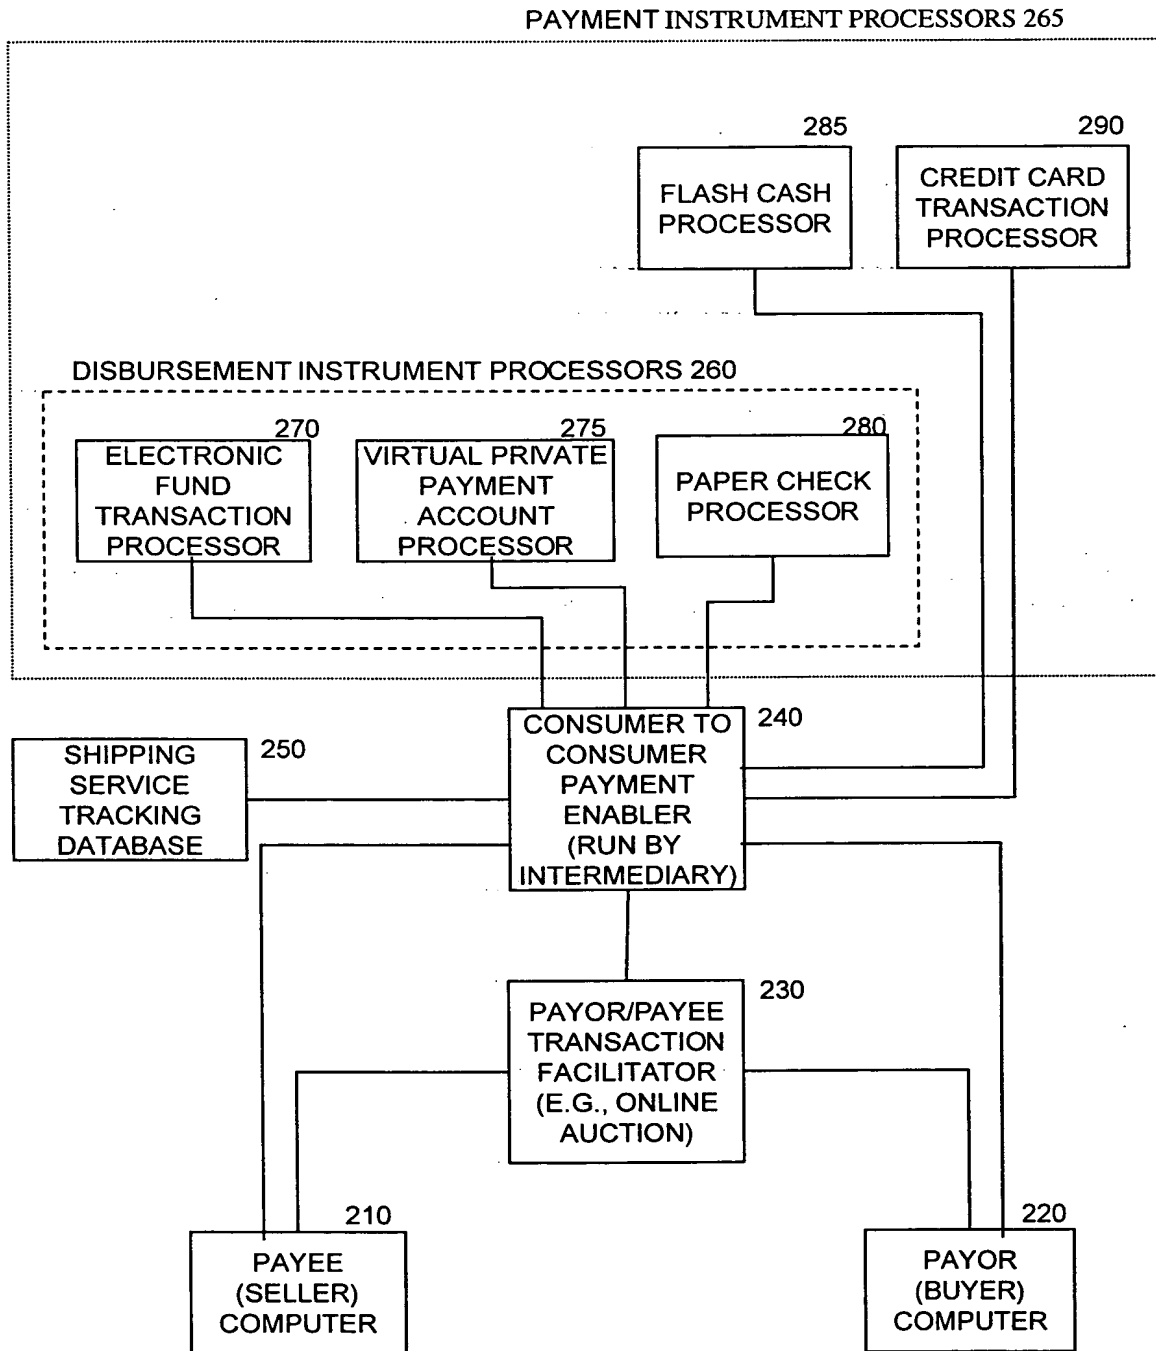 PAYMENT INSTRUMENT PROCESSORS 265
285
290
FLASH CASH
PROCESSOR
CREDIT CARD
TRANSACTION
PROCESSOR
DISBURSEMENT INSTRUMENT PROCESSORS 260
270
275
280
ELECTRONIC
FUND
TRANSACTION
PROCESSOR
VIRTUAL PRIVATE
PAYMENT
ACCOUNT
PROCESSOR
PAPER CHECK
PROCESSOR
240
CONSUMER TO
CONSUMER
PAYMENT
ENABLER
(RUN BY
INTERMEDIARY)
250
SHIPPING
SERVICE
TRACKING
DATABASE
230
PAYOR/PAYEE
TRANSACTION
FACILITATOR
(E.G., ONLINE
AUCTION)
210
PAYEE
(SELLER)
COMPUTER
220
PAYOR
(BUYER)
COMPUTER